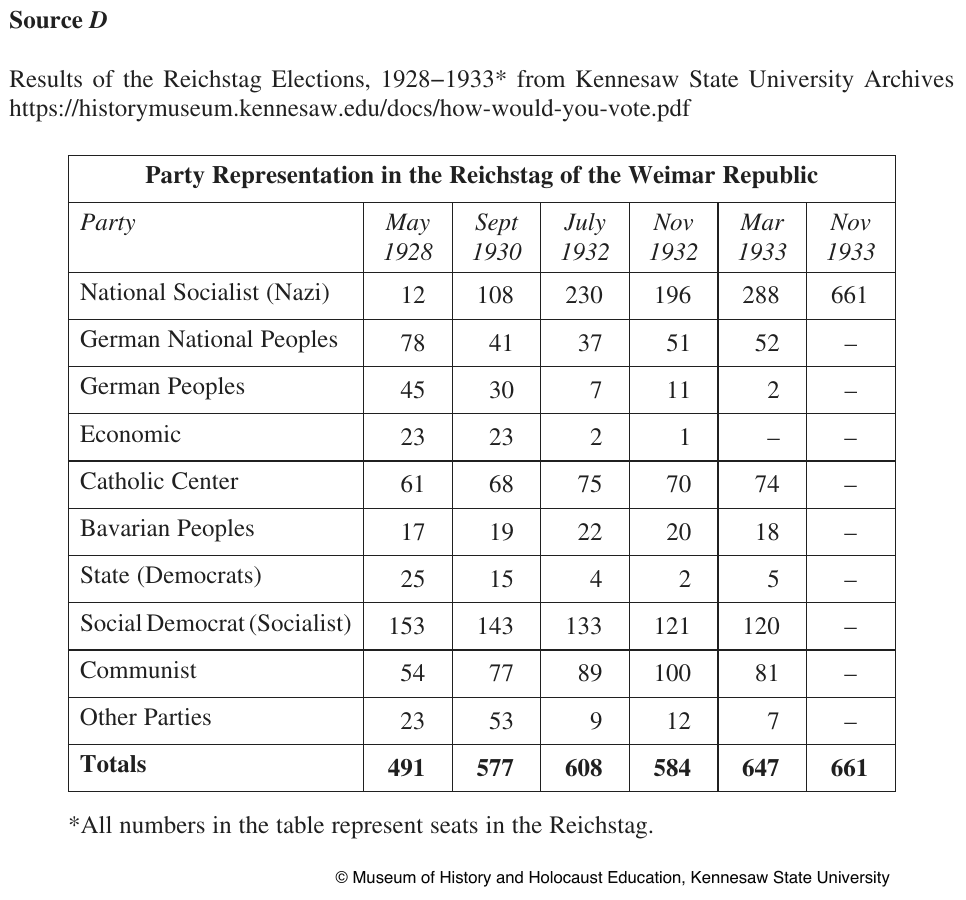 Source D
Results of the Reichstag Elections, 1928–1933* from Kennesaw State University Archives
https://historymuseum.kennesaw.edu/docs/how-would-you-vote.pdf
Party Representation in the Reichstag of the Weimar Republic
Party May 1928 Sept 1930 July 1932 Nov 1932 Mar 1933 Nov 1933
National Socialist (Nazi) 12 108 230 196 288 661
German National Peoples 78 41 37 51 52 –
German Peoples 45 30 7 11 2 –
Economic 23 23 2 1 – –
Catholic Center 61 68 75 70 74 –
Bavarian Peoples 17 19 22 20 18 –
State (Democrats) 25 15 4 2 5 –
Social Democrat (Socialist) 153 143 133 121 120 –
Communist 54 77 89 100 81 –
Other Parties 23 53 9 12 7 –
Totals 491 577 608 584 647 661
*All numbers in the table represent seats in the Reichstag.
© Museum of History and Holocaust Education, Kennesaw State University